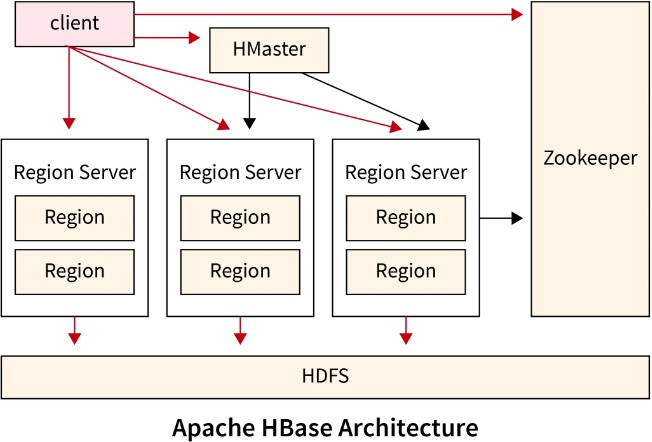 client
HMaster
Zookeeper
Region Server
Region
Region
Region Server
Region
Region
Region Server
Region
Region
HDFS
Apache HBase Architecture